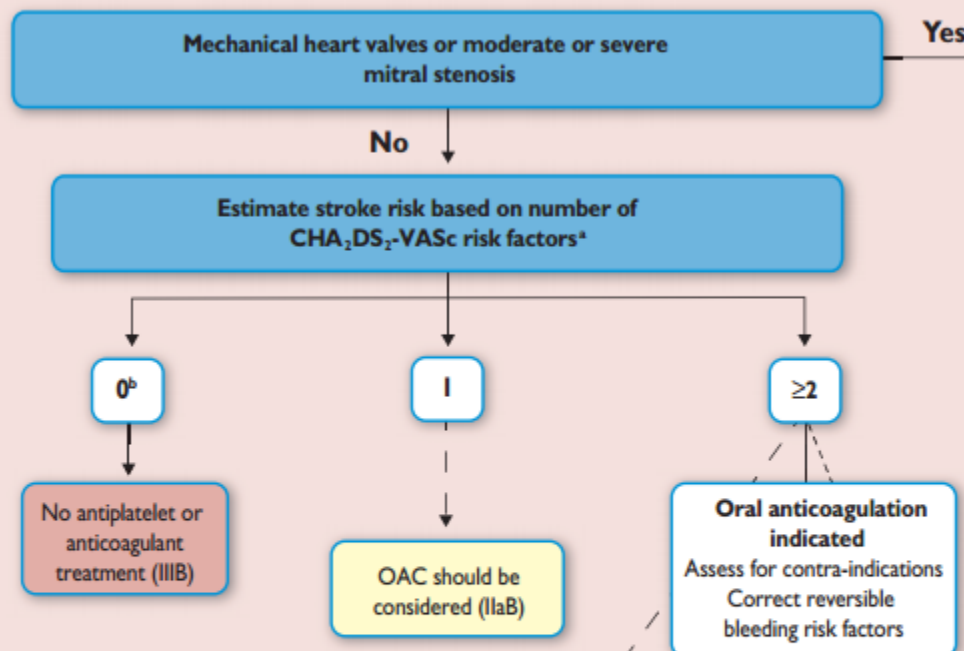 Mechanical heart valves or moderate or severe
mitral stenosis
Yes
No
Estimate stroke risk based on number of
CHA₂DS₂-VASc risk factorsᵃ
0ᵇ
1
≥2
No antiplatelet or
anticoagulant
treatment (IIIB)
OAC should be
considered (IIaB)
Oral anticoagulation
indicated
Assess for contra-indications
Correct reversible
bleeding risk factors